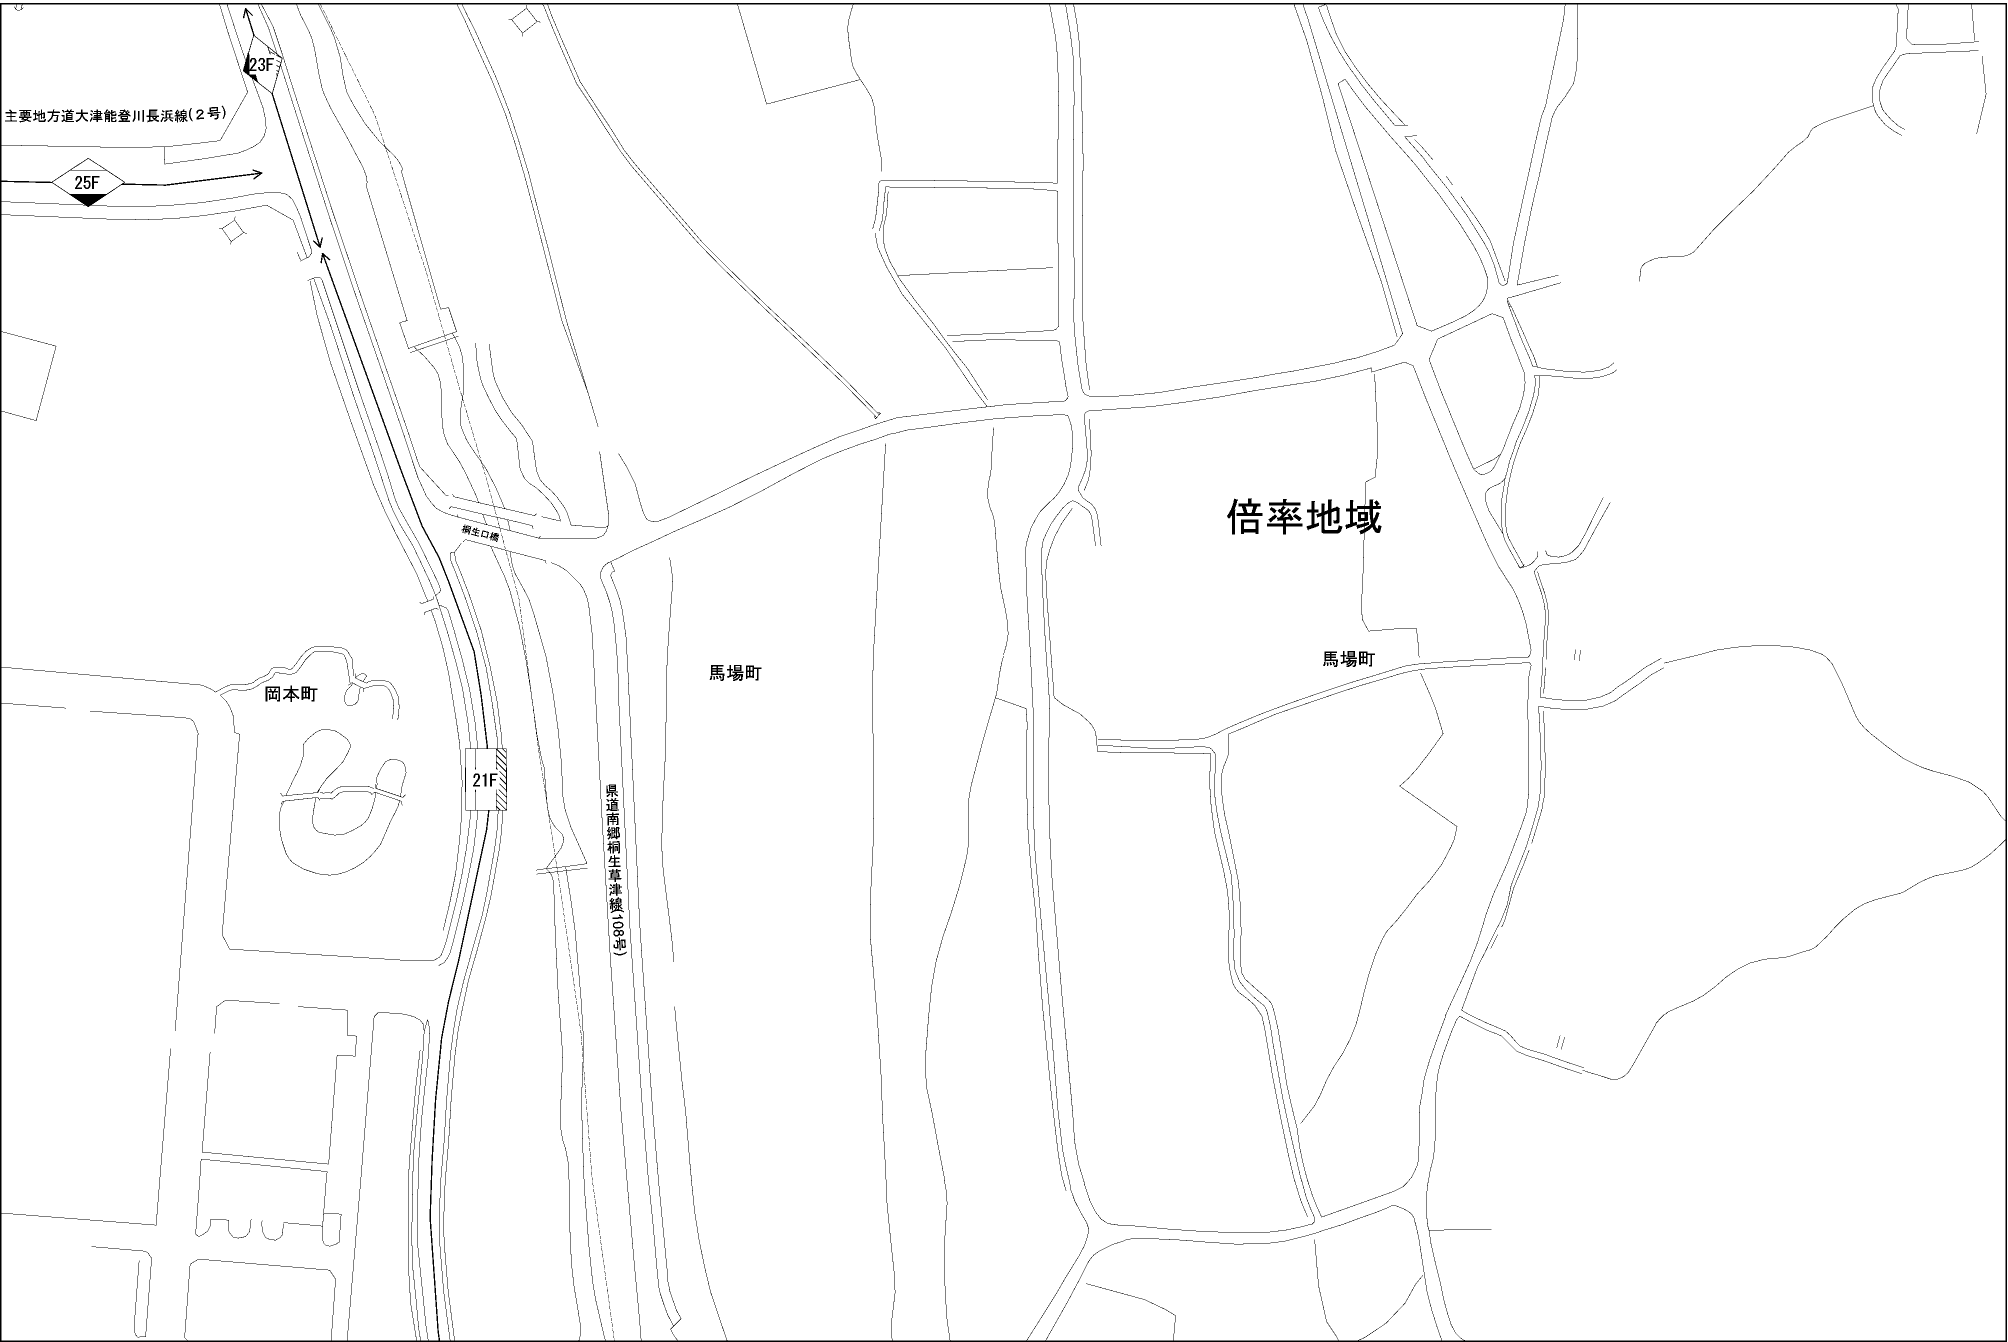 23F
主要地方道大津能登川長浜線(２号)
25F
倍率地域
桐生口橋
馬場町
馬場町
岡本町
21F
県道南郷桐生草津線(108号)